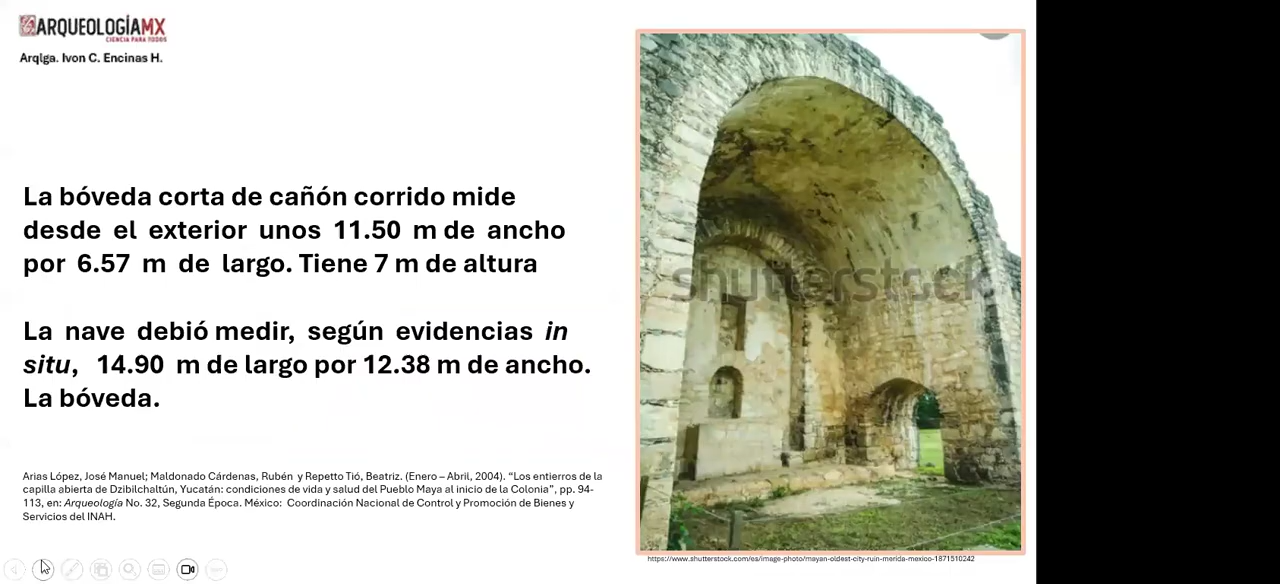 ARQUEOLOGÍAMX
CIENCIA PARA TODOS
Arqlga. Ivon C. Encinas H.
La bóveda corta de cañón corrido mide
desde el exterior unos 11.50 m de ancho
por 6.57 m de largo. Tiene 7 m de altura
La nave debió medir, según evidencias in
situ, 14.90 m de largo por 12.38 m de ancho.
La bóveda.
Arias López, José Manuel; Maldonado Cárdenas, Rubén y Repetto Tió, Beatriz. (Enero – Abril, 2004). “Los entierros de la
capilla abierta de Dzibilchaltún, Yucatán: condiciones de vida y salud del Pueblo Maya al inicio de la Colonia”, pp. 94-
113, en: Arqueología No. 32, Segunda Época. México: Coordinación Nacional de Control y Promoción de Bienes y
Servicios del INAH.
shutterstock
https://www.shutterstock.com/es/image-photo/mayan-oldest-city-ruin-merida-mexico-1871510242